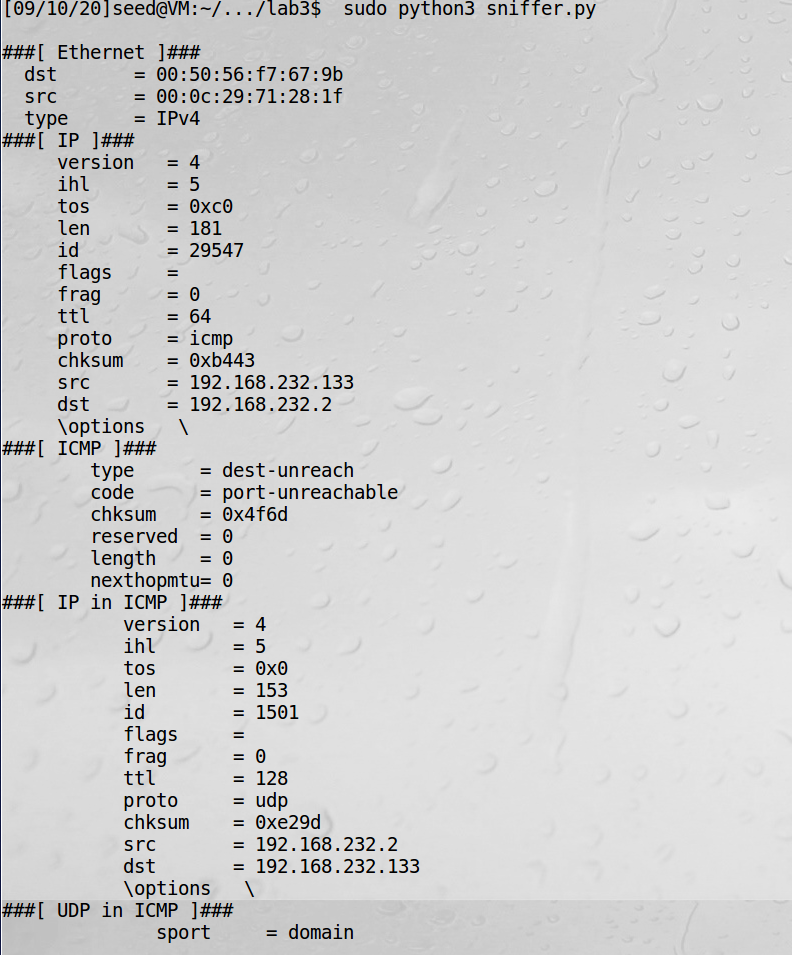 [09/10/20]seed@VM:~/.../lab3$  sudo python3 sniffer.py

###[ Ethernet ]###
  dst       = 00:50:56:f7:67:9b
  src       = 00:0c:29:71:28:1f
  type      = IPv4
###[ IP ]###
     version   = 4
     ihl       = 5
     tos       = 0xc0
     len       = 181
     id        = 29547
     flags     =
     frag      = 0
     ttl       = 64
     proto     = icmp
     chksum    = 0xb443
     src       = 192.168.232.133
     dst       = 192.168.232.2
     \options   \
###[ ICMP ]###
        type      = dest-unreach
        code      = port-unreachable
        chksum    = 0x4f6d
        reserved  = 0
        length    = 0
        nexthopmtu= 0
###[ IP in ICMP ]###
           version   = 4
           ihl       = 5
           tos       = 0x0
           len       = 153
           id        = 1501
           flags     =
           frag      = 0
           ttl       = 128
           proto     = udp
           chksum    = 0xe29d
           src       = 192.168.232.2
           dst       = 192.168.232.133
           \options   \
###[ UDP in ICMP ]###
              sport     = domain